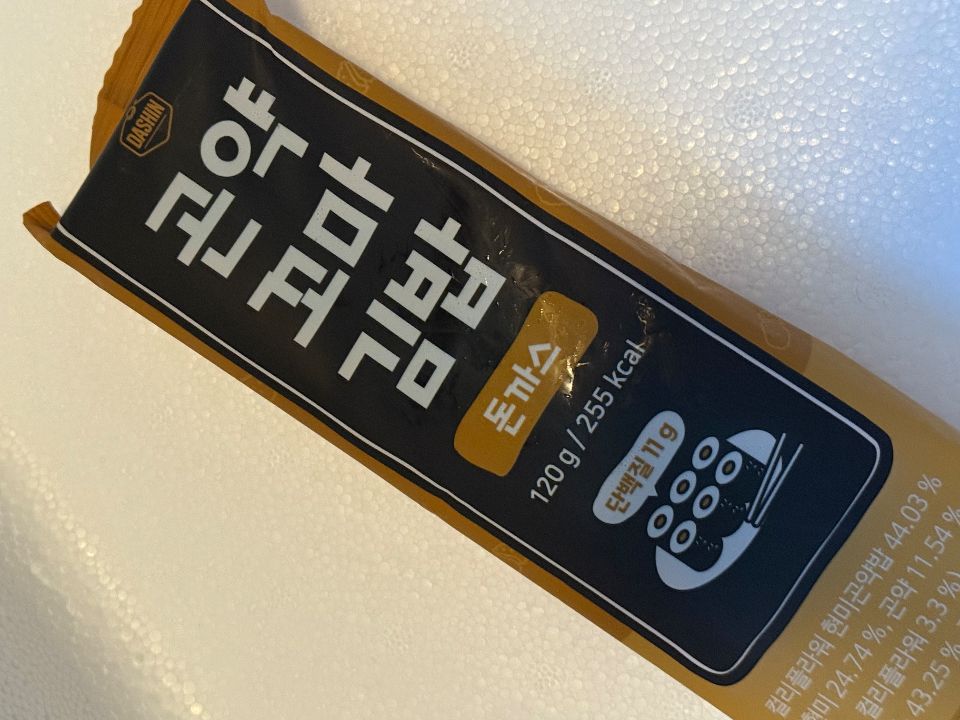 DASHIN
곤약
꼬마
김밥
돈까스
120 g / 255 kcal
단백질 11 g
컬리플라워 현미곤약밥 44.03 %
현미 24.74 %, 곤약 11.54 %
컬리플라워 3.3 %)
43.25 %